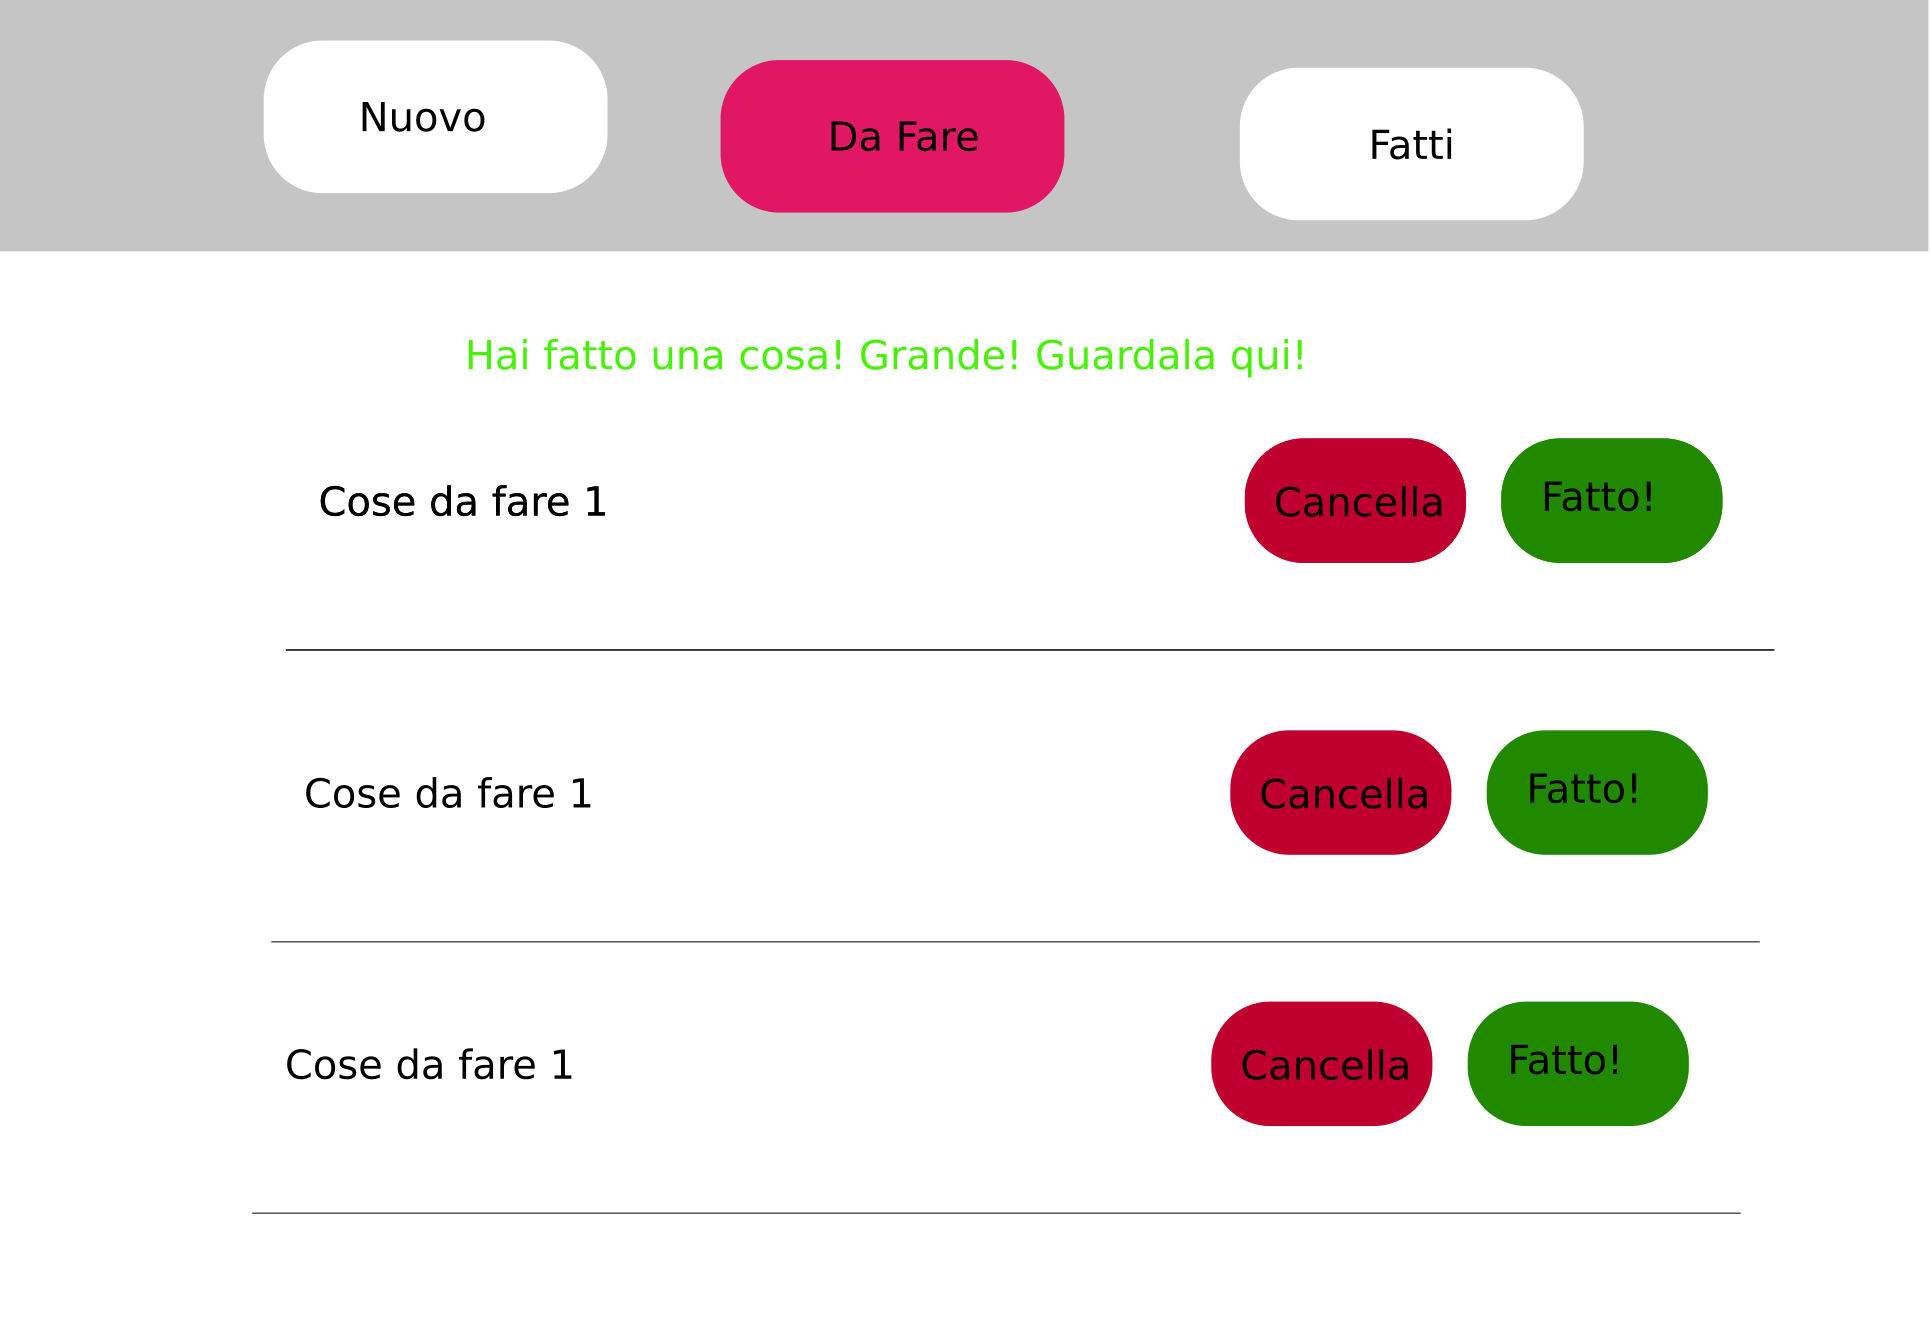 Nuovo
Da Fare
Fatti
Hai fatto una cosa! Grande! Guardala qui!
Cose da fare 1
Cancella
Fatto!
Cose da fare 1
Cancella
Fatto!
Cose da fare 1
Cancella
Fatto!